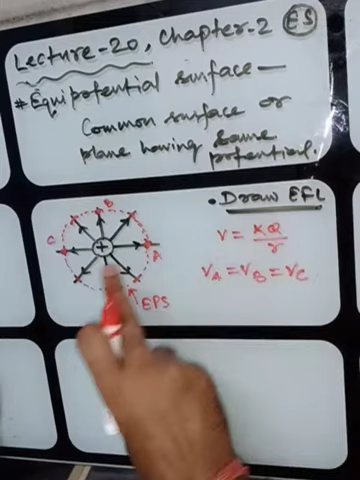 Lecture-20, Chapter-2 ES
* Equipotential surface —
Common surface or
plane having same
potential.
• Draw EFL
V = KQ/r
VA = VB = VC
B
C
+
A
EPS